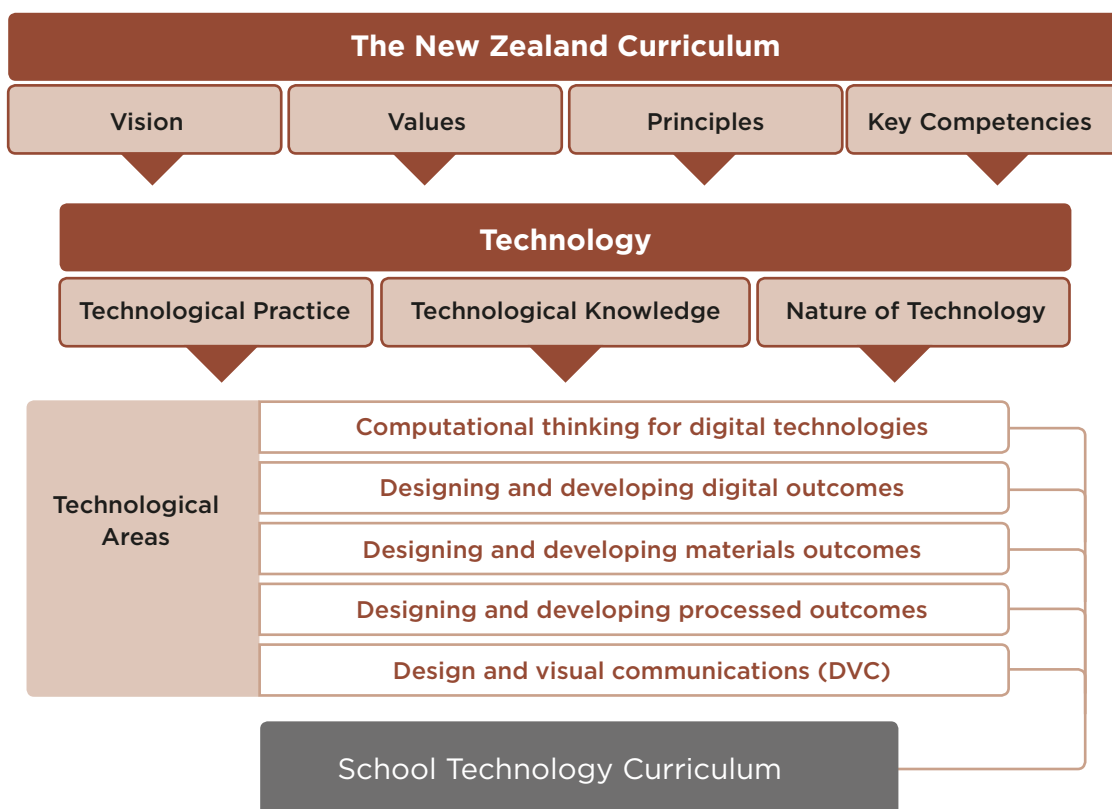 The New Zealand Curriculum
Vision
Values
Principles
Key Competencies
Technology
Technological Practice
Technological Knowledge
Nature of Technology
Technological
Areas
Computational thinking for digital technologies
Designing and developing digital outcomes
Designing and developing materials outcomes
Designing and developing processed outcomes
Design and visual communications (DVC)
School Technology Curriculum